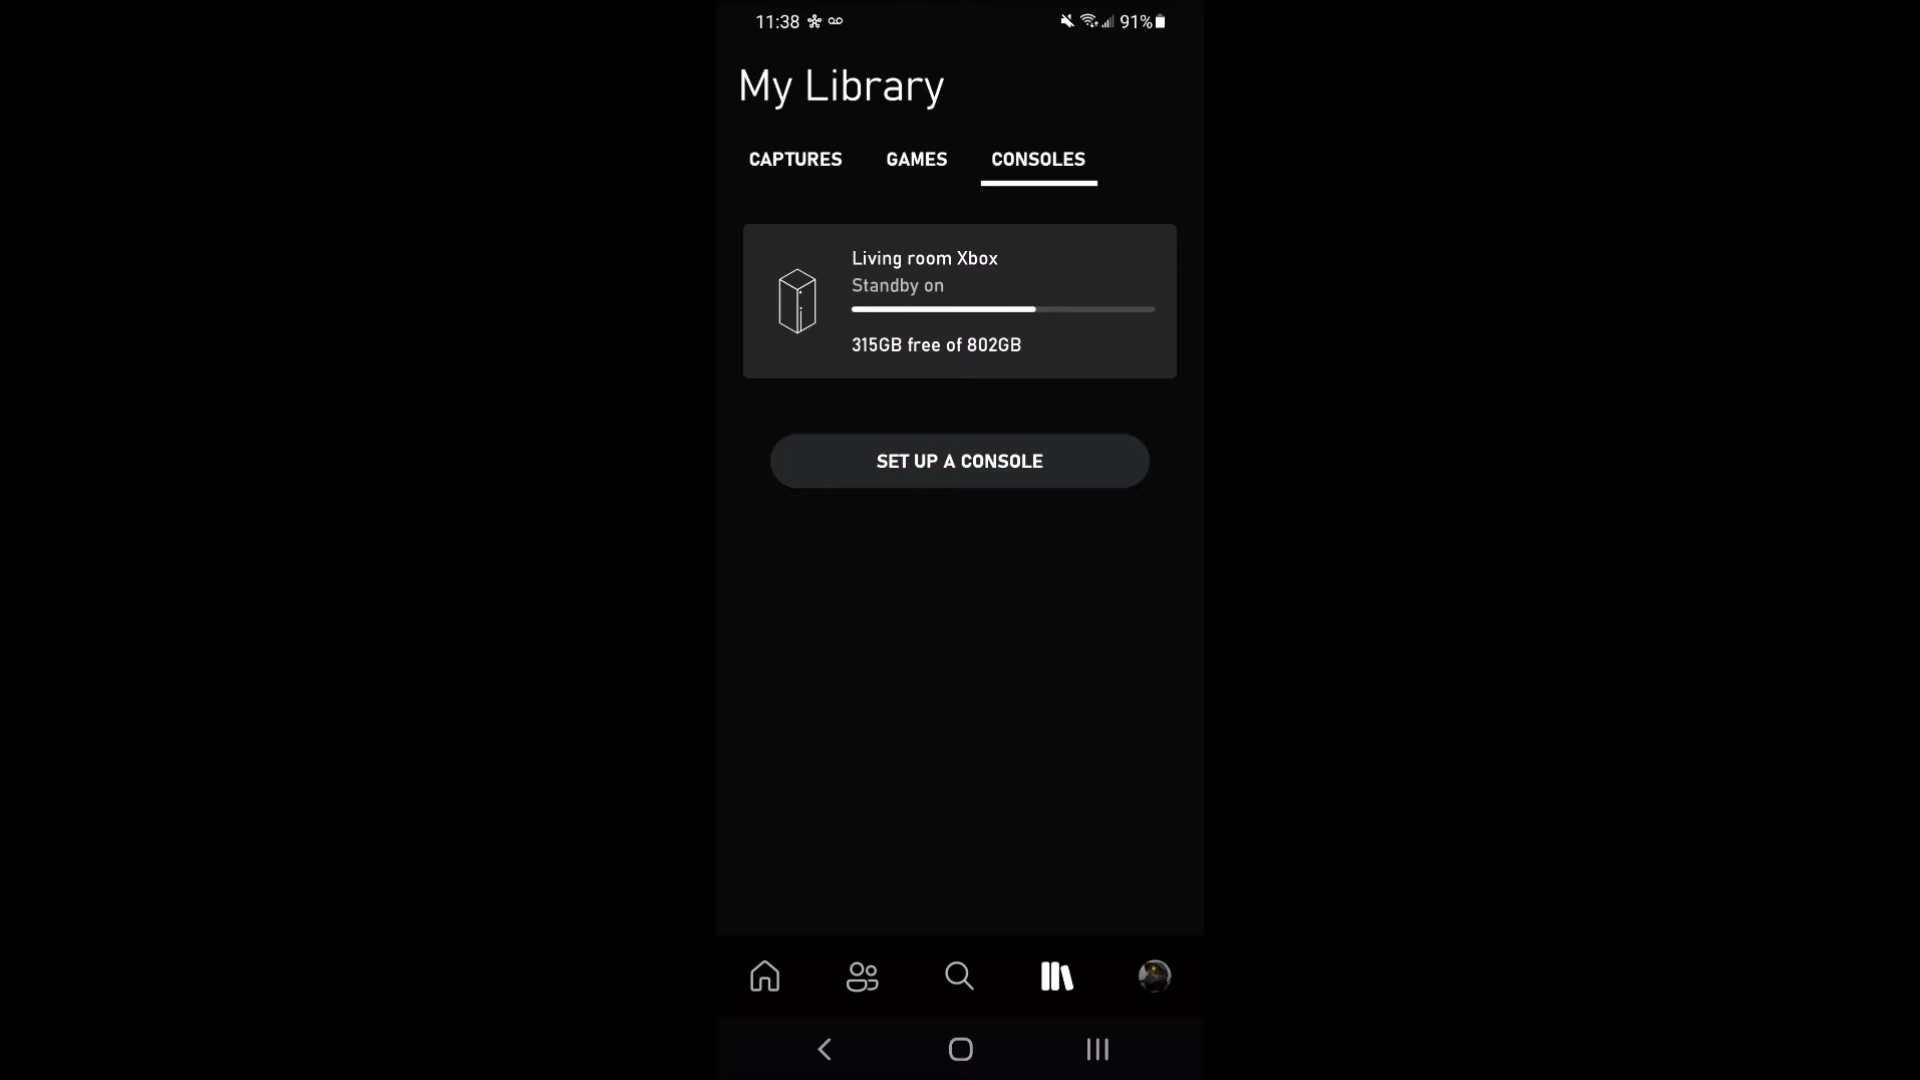 11:38
91%
My Library
CAPTURES GAMES CONSOLES
Living room Xbox
Standby on
315GB free of 802GB
SET UP A CONSOLE